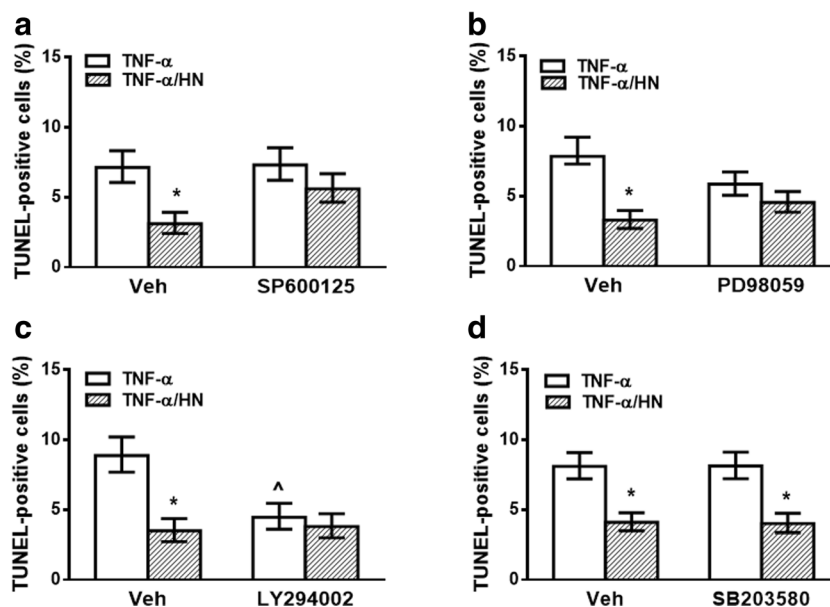 a
TUNEL-positive cells (%)
15
10
5
0
TNF-α
TNF-α/HN
*
Veh
SP600125
b
TUNEL-positive cells (%)
15
10
5
0
TNF-α
TNF-α/HN
*
Veh
PD98059
c
TUNEL-positive cells (%)
15
10
5
0
TNF-α
TNF-α/HN
*
^
Veh
LY294002
d
TUNEL-positive cells (%)
15
10
5
0
TNF-α
TNF-α/HN
*
*
Veh
SB203580